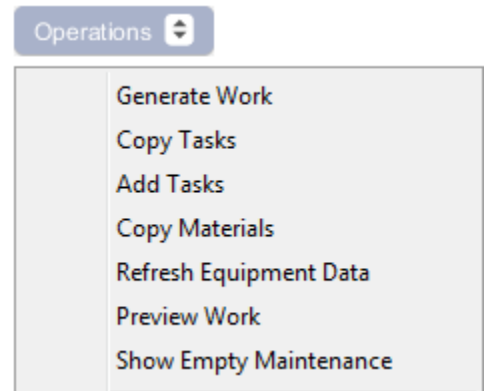 Operations
Generate Work
Copy Tasks
Add Tasks
Copy Materials
Refresh Equipment Data
Preview Work
Show Empty Maintenance